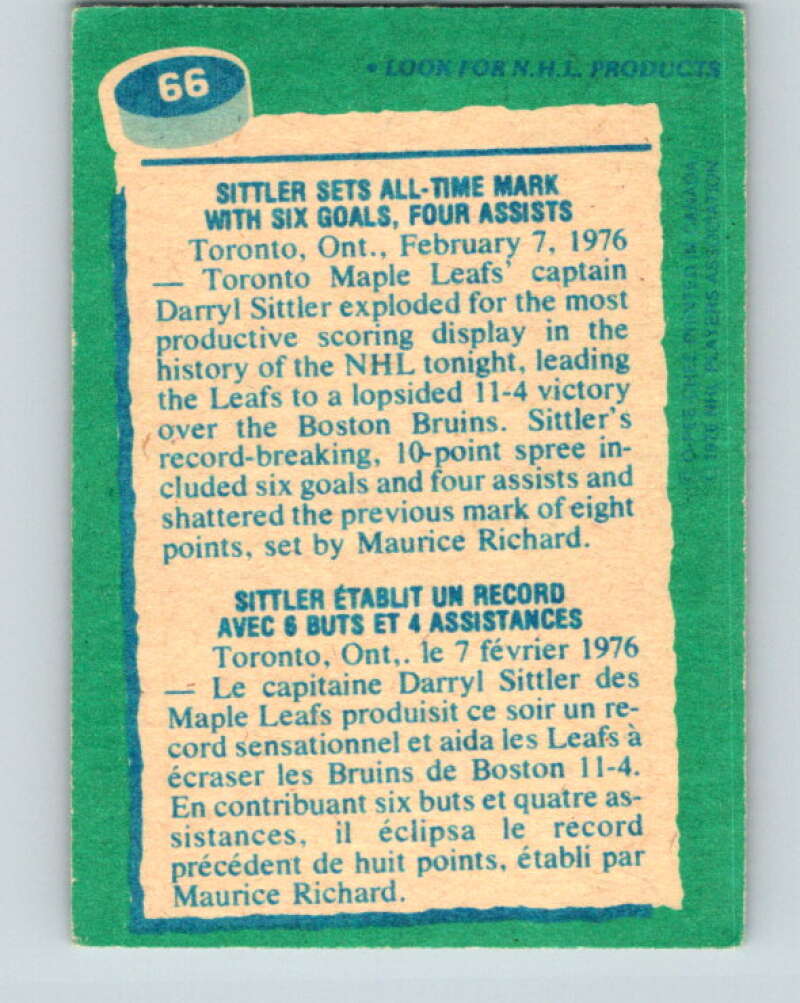 66
• LOOK FOR N.H.L. PRODUCTS
SITTLER SETS ALL-TIME MARK
WITH SIX GOALS, FOUR ASSISTS
Toronto, Ont., February 7, 1976
— Toronto Maple Leafs' captain
Darryl Sittler exploded for the most
productive scoring display in the
history of the NHL tonight, leading
the Leafs to a lopsided 11-4 victory
over the Boston Bruins. Sittler's
record-breaking, 10-point spree in-
cluded six goals and four assists and
shattered the previous mark of eight
points, set by Maurice Richard.
SITTLER ÉTABLIT UN RECORD
AVEC 6 BUTS ET 4 ASSISTANCES
Toronto, Ont,. le 7 février 1976
— Le capitaine Darryl Sittler des
Maple Leafs produisit ce soir un re-
cord sensationnel et aida les Leafs à
écraser les Bruins de Boston 11-4.
En contribuant six buts et quatre as-
sistances, il éclipsa le record
précédent de huit points, établi par
Maurice Richard.
PRINTED IN CANADA
© 1976 NHL PLAYERS ASSOCIATION